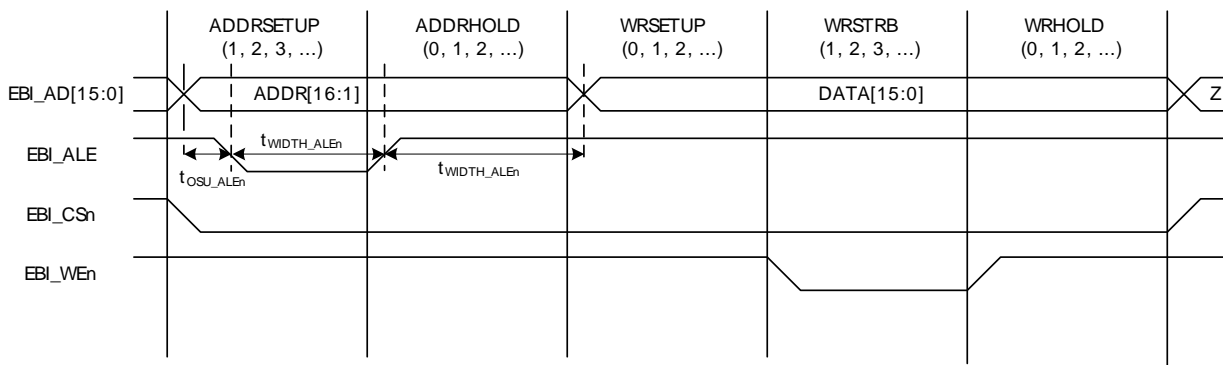 ADDRSETUP ADDRHOLD WRSETUP WRSTRB WRHOLD
(1, 2, 3, ...) (0, 1, 2, ...) (0, 1, 2, ...) (1, 2, 3, ...) (0, 1, 2, ...)
EBI_AD[15:0] ADDR[16:1] DATA[15:0] Z
tWIDTH_ALEn
EBI_ALE
tWIDTH_ALEn
tOSU_ALEn
EBI_CSn
EBI_WEn